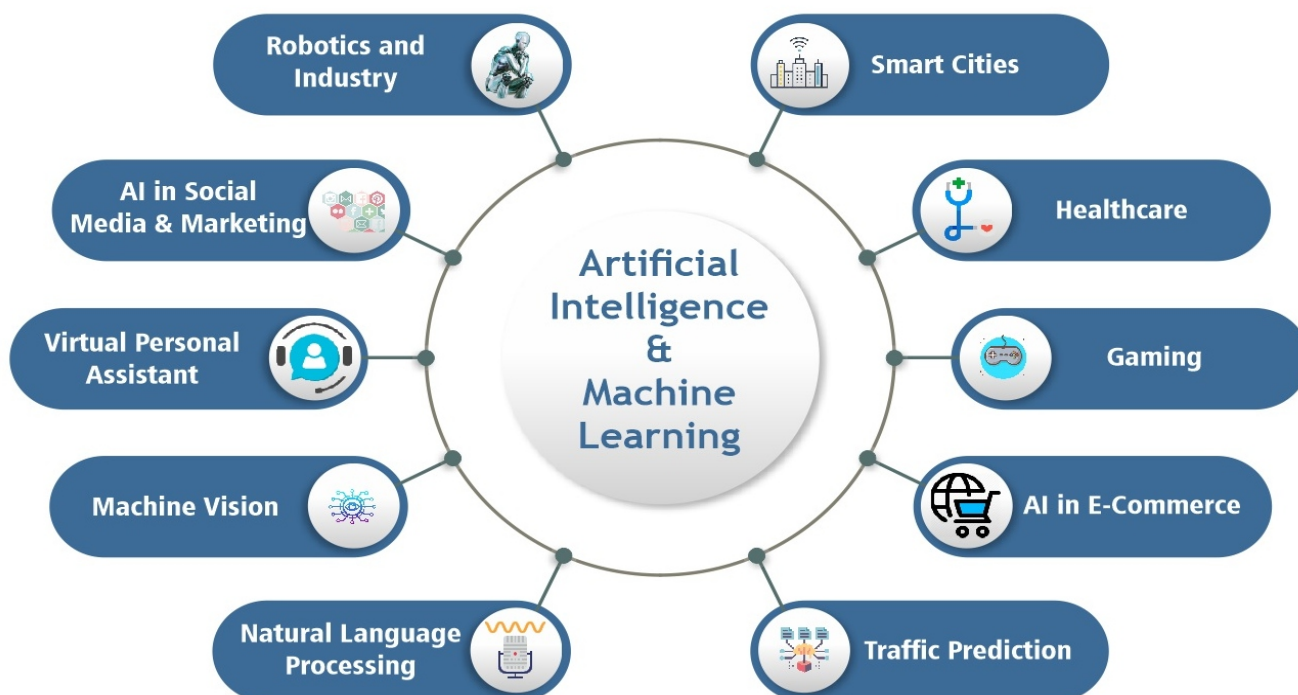 Robotics and
Industry
Smart Cities
AI in Social
Media & Marketing
Healthcare
Artificial
Intelligence
&
Machine
Learning
Virtual Personal
Assistant
Gaming
Machine Vision
AI in E-Commerce
Natural Language
Processing
Traffic Prediction